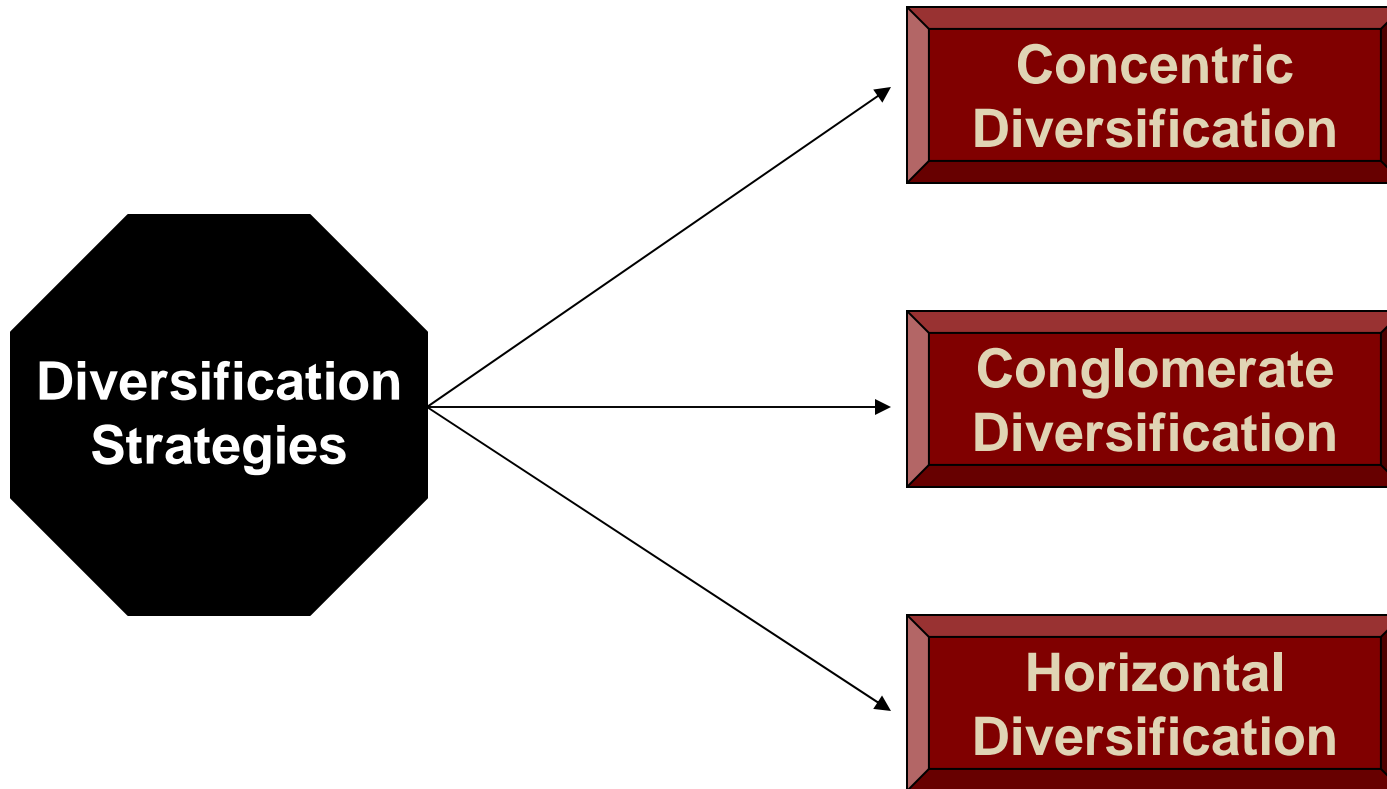 Concentric
Diversification
Diversification
Strategies
Conglomerate
Diversification
Horizontal
Diversification